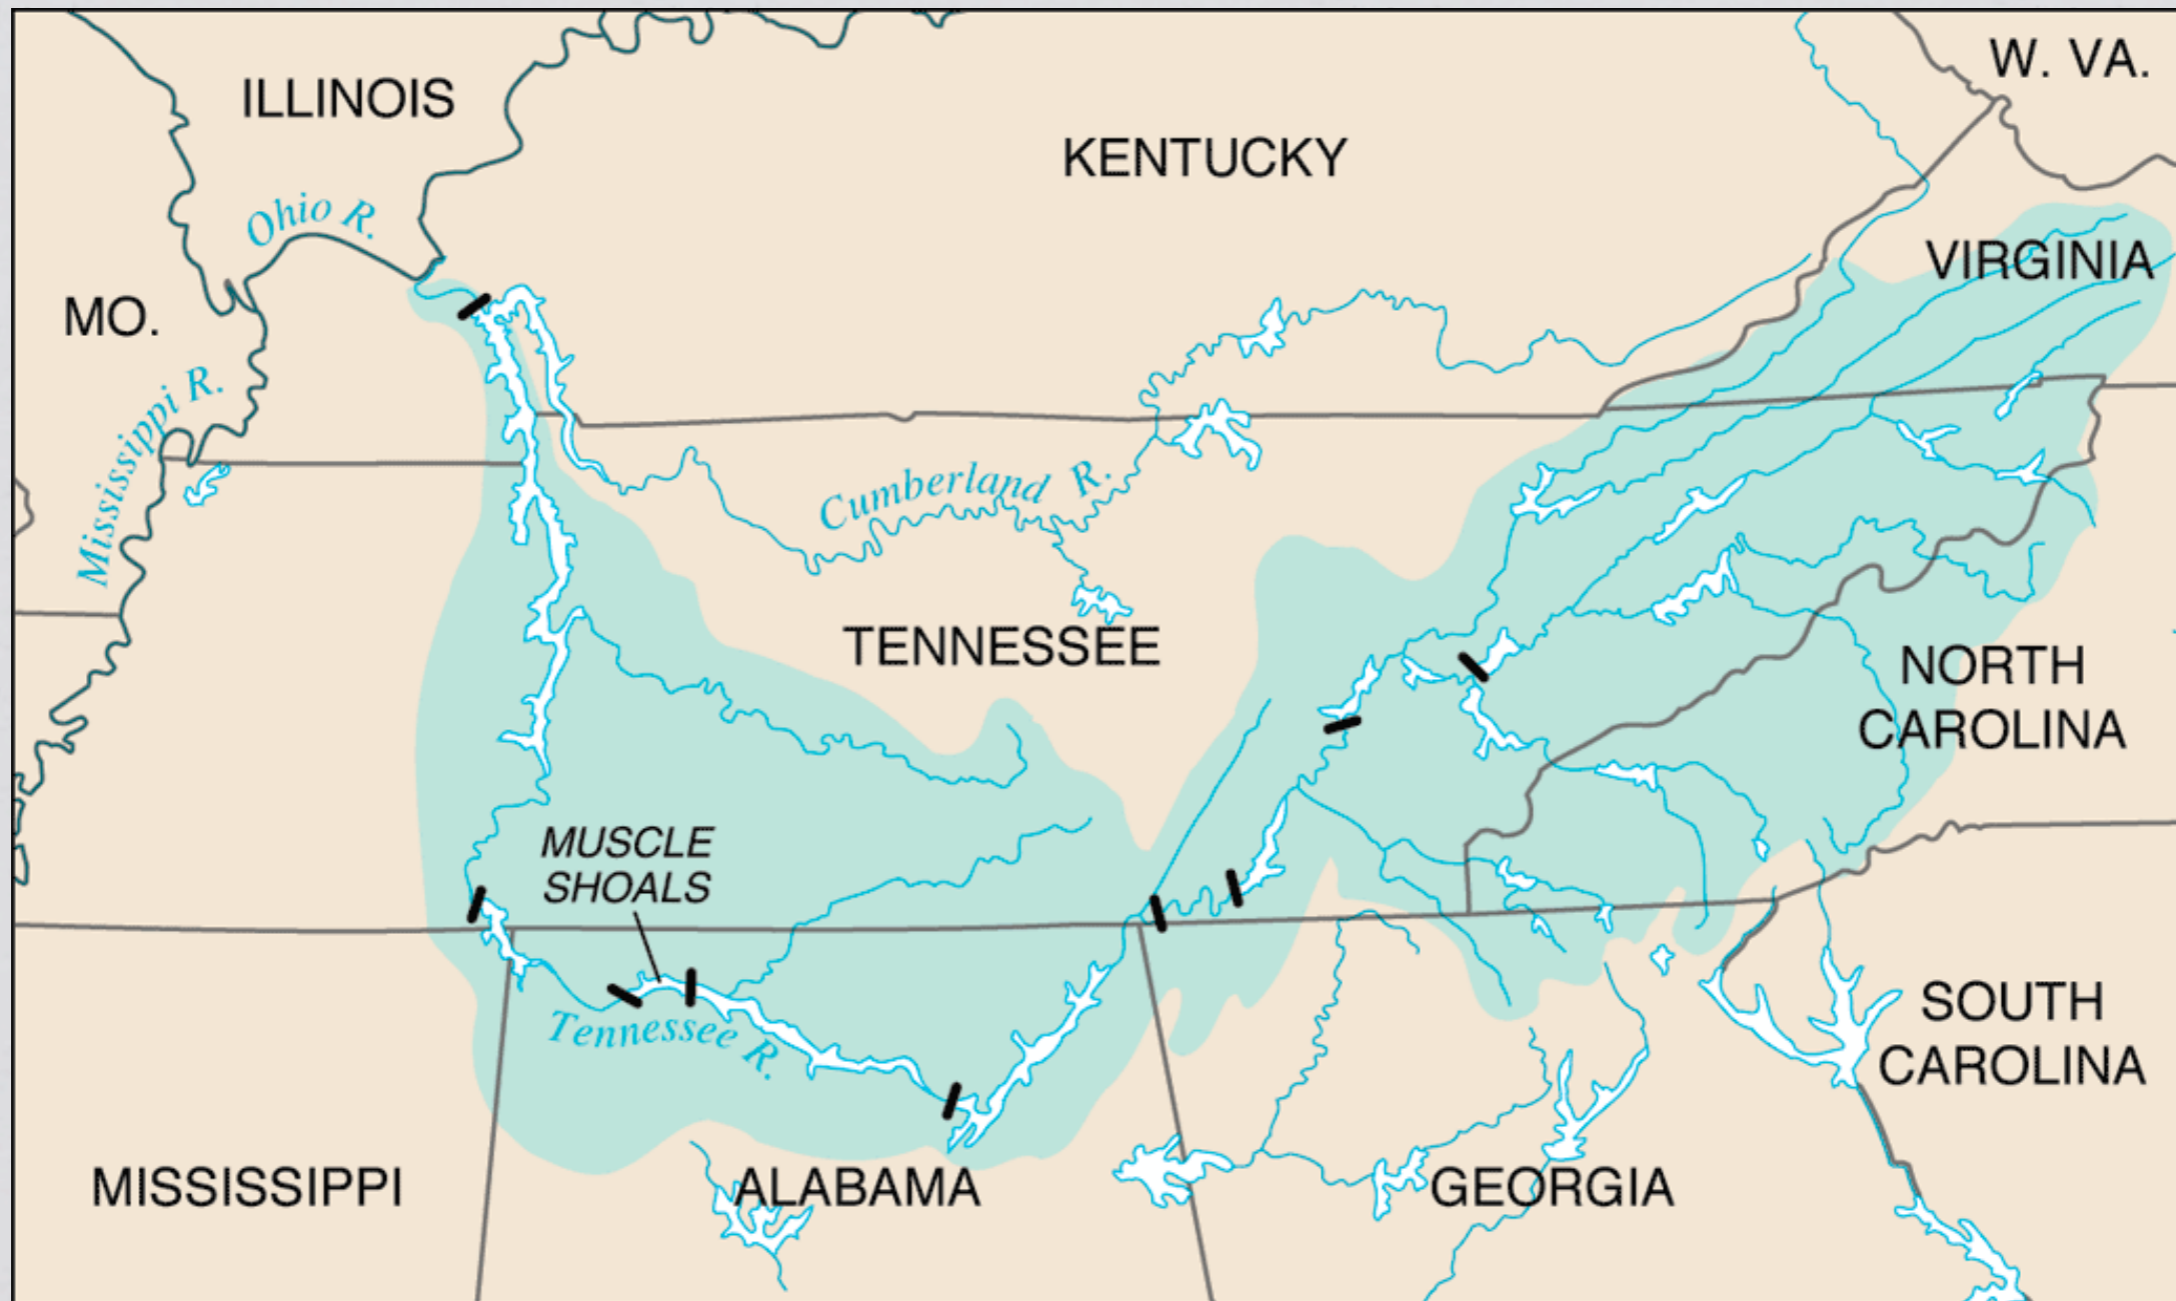 W. VA.
ILLINOIS
KENTUCKY
Ohio R.
VIRGINIA
MO.
Mississippi R.
Cumberland R.
TENNESSEE
NORTH
CAROLINA
MUSCLE
SHOALS
Tennessee R.
SOUTH
CAROLINA
MISSISSIPPI
ALABAMA
GEORGIA